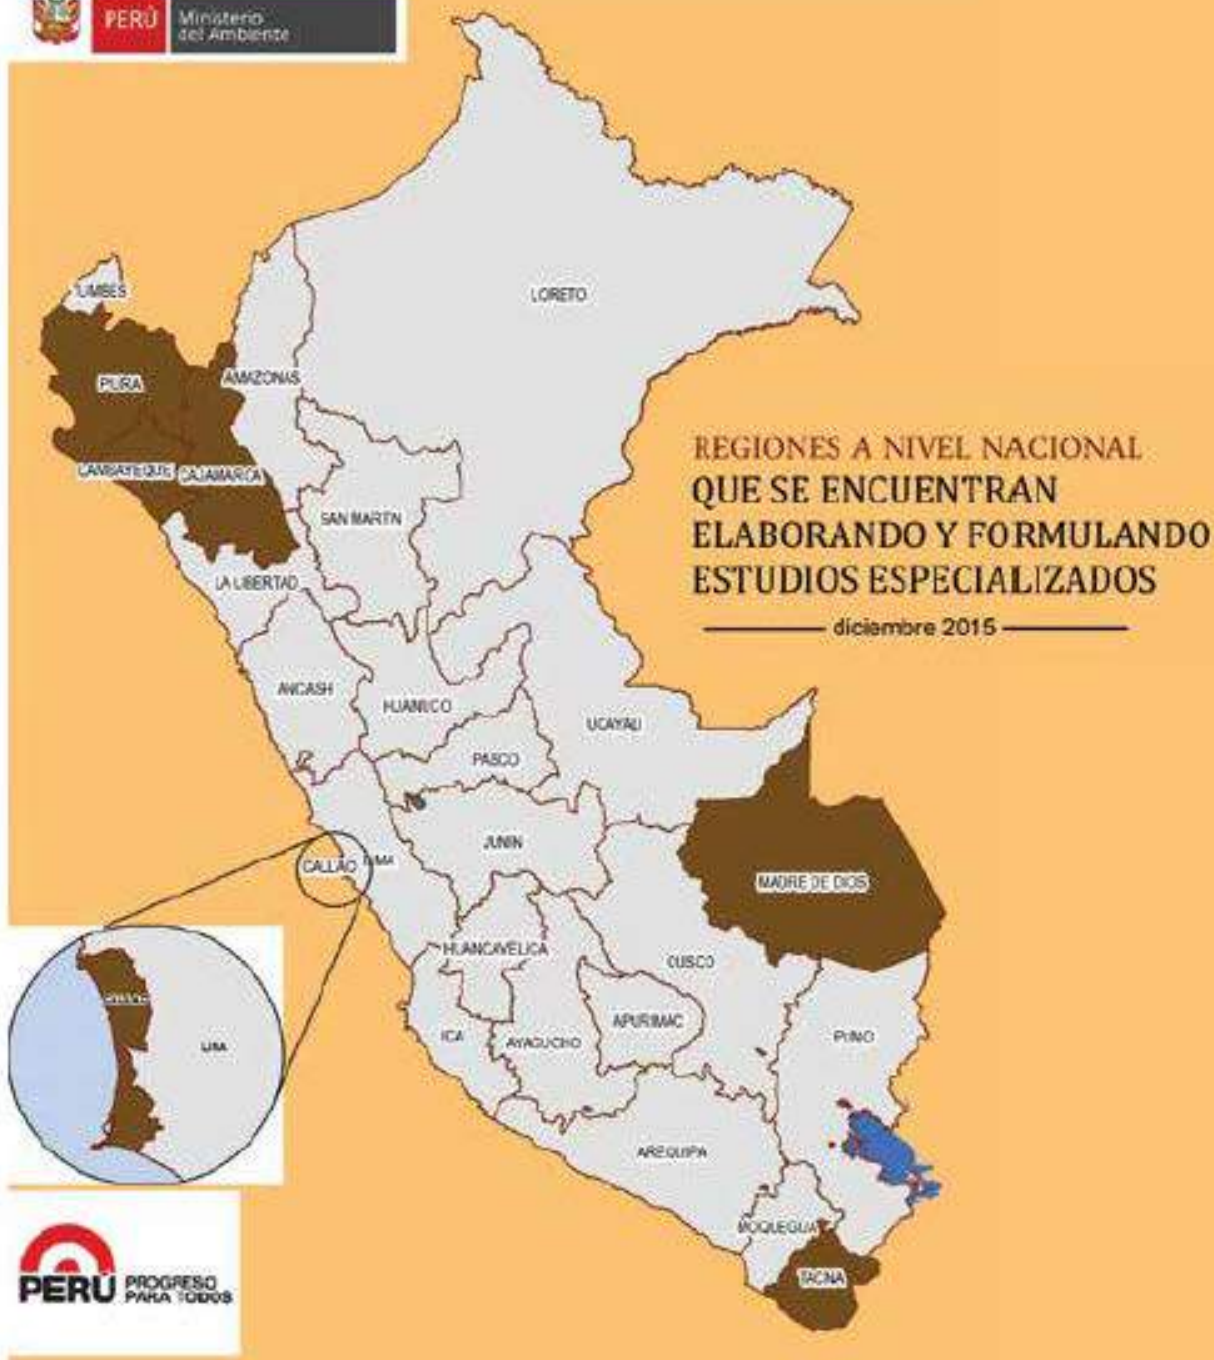 PERÚ
Ministerio
del Ambiente
LORETO
TUMBES
PIURA
AMAZONAS
LAMBAYEQUE
CAJAMARCA
REGIONES A NIVEL NACIONAL
QUE SE ENCUENTRAN
ELABORANDO Y FORMULANDO
ESTUDIOS ESPECIALIZADOS
diciembre 2015
SAN MARTIN
LA LIBERTAD
ANCASH
HUANUCO
UCAYALI
PASCO
JUNIN
CALLAO
LIMA
MADRE DE DIOS
HUANCAVELICA
CUSCO
ICA
AYACUCHO
APURIMAC
PUNO
LIMA
AREQUIPA
MOQUEGUA
TACNA
PERÚ
PROGRESO
PARA TODOS